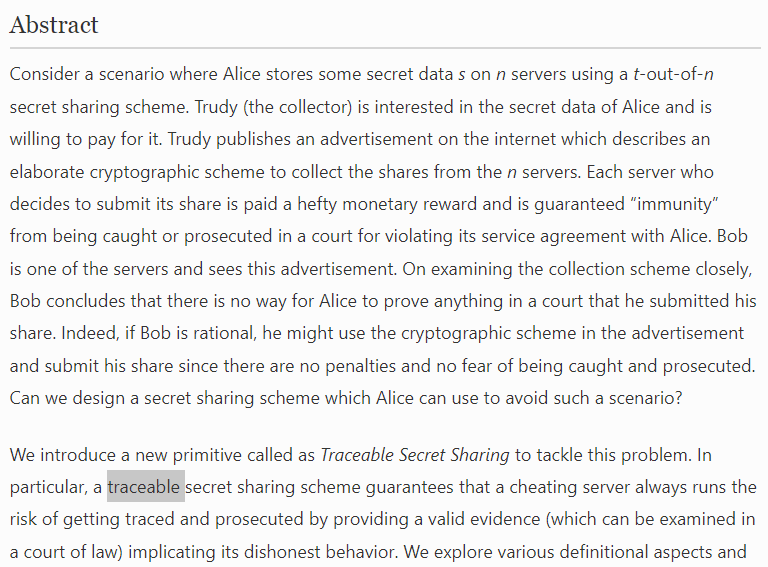 Abstract
Consider a scenario where Alice stores some secret data s on n servers using a t-out-of-n
secret sharing scheme. Trudy (the collector) is interested in the secret data of Alice and is
willing to pay for it. Trudy publishes an advertisement on the internet which describes an
elaborate cryptographic scheme to collect the shares from the n servers. Each server who
decides to submit its share is paid a hefty monetary reward and is guaranteed “immunity”
from being caught or prosecuted in a court for violating its service agreement with Alice. Bob
is one of the servers and sees this advertisement. On examining the collection scheme closely,
Bob concludes that there is no way for Alice to prove anything in a court that he submitted his
share. Indeed, if Bob is rational, he might use the cryptographic scheme in the advertisement
and submit his share since there are no penalties and no fear of being caught and prosecuted.
Can we design a secret sharing scheme which Alice can use to avoid such a scenario?
We introduce a new primitive called as Traceable Secret Sharing to tackle this problem. In
particular, a traceable secret sharing scheme guarantees that a cheating server always runs the
risk of getting traced and prosecuted by providing a valid evidence (which can be examined in
a court of law) implicating its dishonest behavior. We explore various definitional aspects and